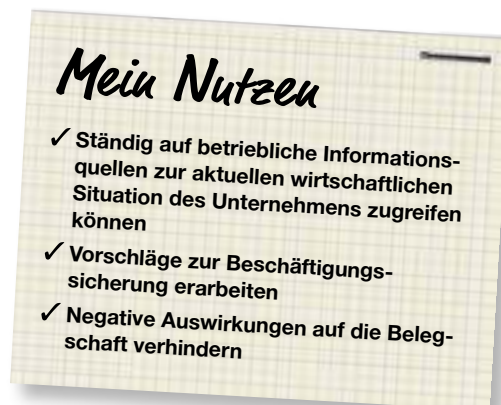 Mein Nutzen
✓ Ständig auf betriebliche Informations-
quellen zur aktuellen wirtschaftlichen
Situation des Unternehmens zugreifen
können
✓ Vorschläge zur Beschäftigungs-
sicherung erarbeiten
✓ Negative Auswirkungen auf die Beleg-
schaft verhindern